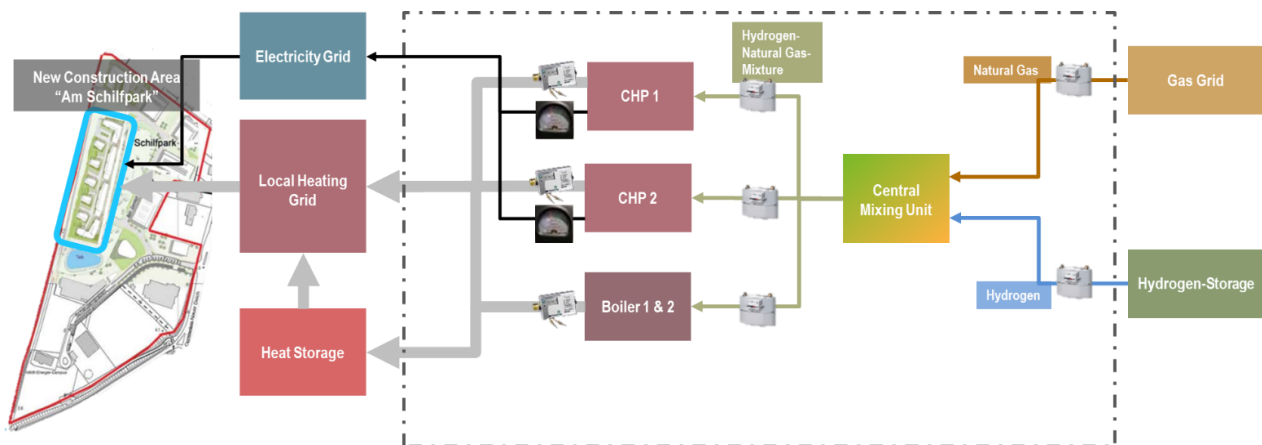 New Construction Area
“Am Schilfpark”
Schilfpark
Electricity Grid
Local Heating
Grid
Heat Storage
CHP 1
CHP 2
Boiler 1 & 2
Hydrogen-
Natural Gas-
Mixture
Central
Mixing Unit
Natural Gas
Hydrogen
Gas Grid
Hydrogen-Storage